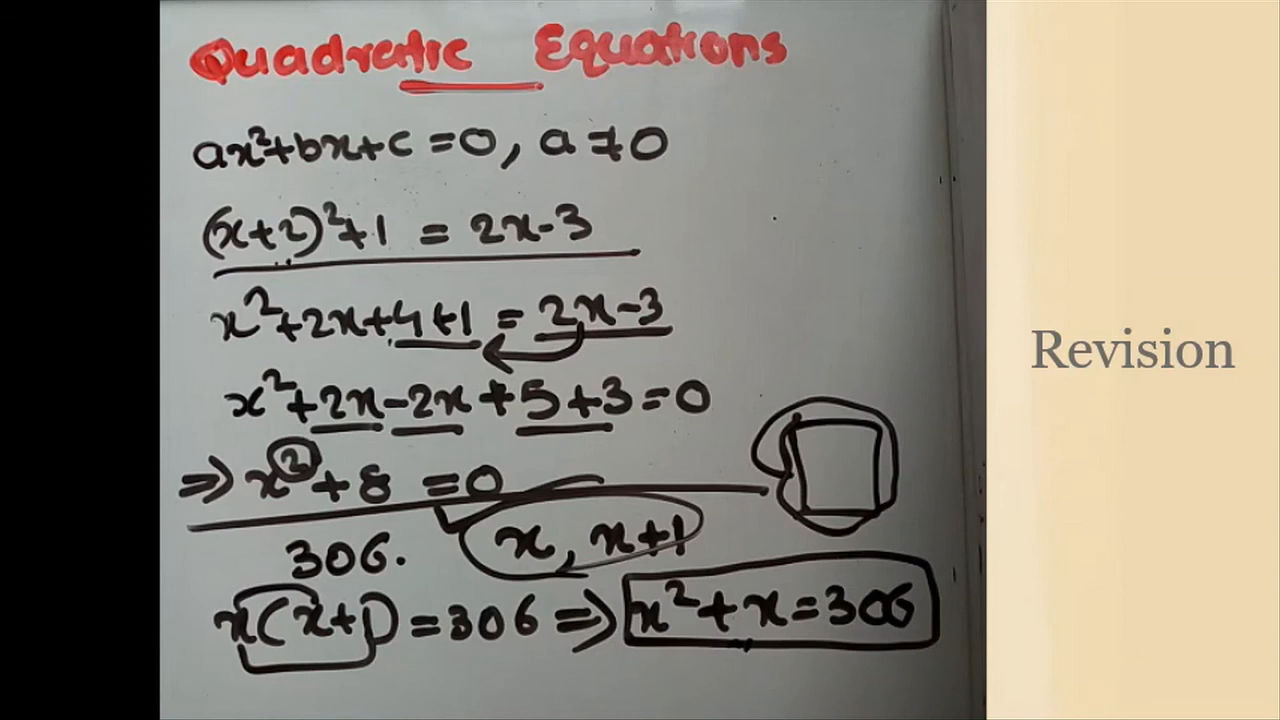 Quadratic Equations
ax²+bx+c=0, a≠0
(x+2)²+1 = 2x-3
x²+2x+4+1 = 2x-3
x²+2x-2x+5+3=0
⇒ x²+8 =0
306. x, x+1
x(x+1)=306 ⇒ x²+x=306
Revision